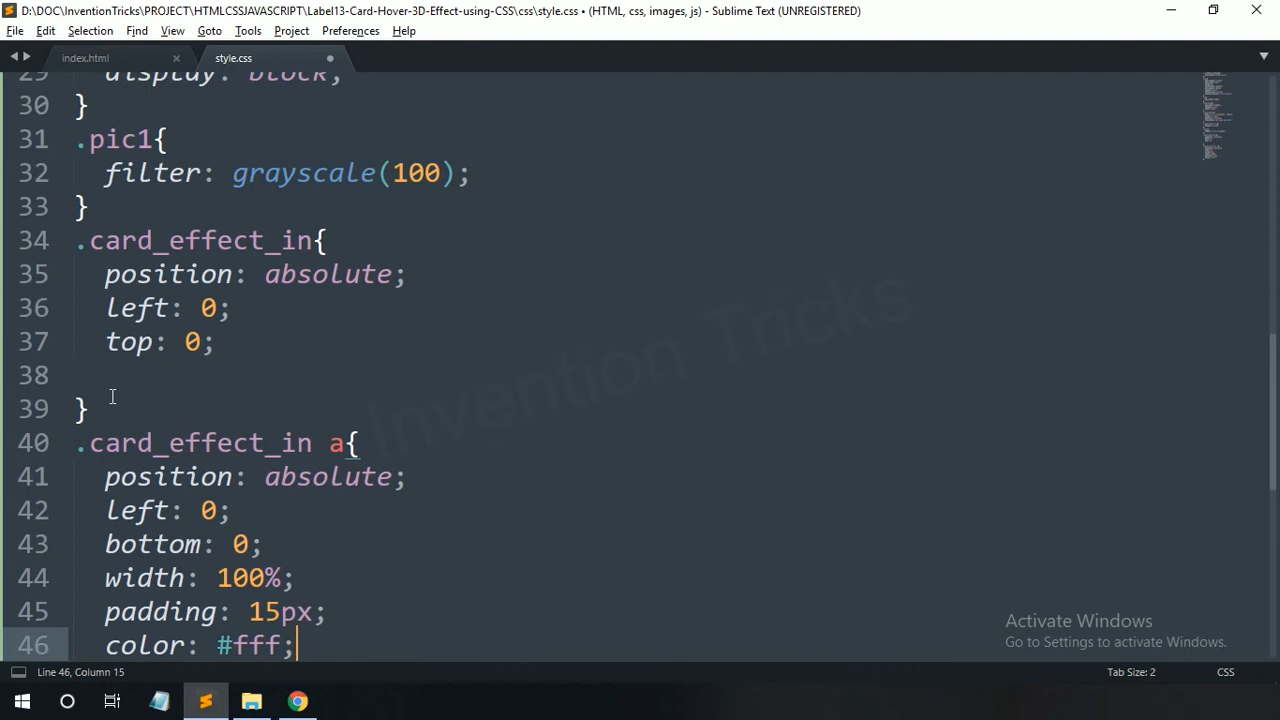 D:\DOC\InventionTricks\PROJECT\HTMLCSSJAVASCRIPT\Label13-Card-Hover-3D-Effect-using-CSS\css\style.css • (HTML, css, images, js) - Sublime Text (UNREGISTERED)
File Edit Selection Find View Goto Tools Project Preferences Help
index.html style.css
29 display: block;
30 }
31 .pic1{
32 filter: grayscale(100);
33 }
34 .card_effect_in{
35 position: absolute;
36 left: 0;
37 top: 0;
38
39 }
40 .card_effect_in a{
41 position: absolute;
42 left: 0;
43 bottom: 0;
44 width: 100%;
45 padding: 15px;
46 color: #fff;
Invention Tricks
Activate Windows
Go to Settings to activate Windows.
Line 46, Column 15 Tab Size: 2 CSS